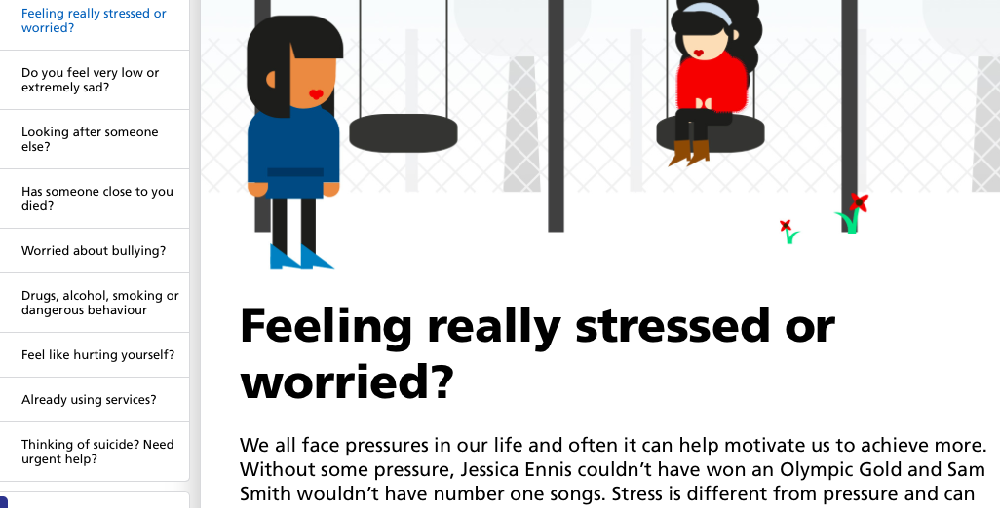 Feeling really stressed or
worried?
Do you feel very low or
extremely sad?
Looking after someone
else?
Has someone close to you
died?
Worried about bullying?
Drugs, alcohol, smoking or
dangerous behaviour
Feel like hurting yourself?
Already using services?
Thinking of suicide? Need
urgent help?
Feeling really stressed or
worried?
We all face pressures in our life and often it can help motivate us to achieve more.
Without some pressure, Jessica Ennis couldn’t have won an Olympic Gold and Sam
Smith wouldn’t have number one songs. Stress is different from pressure and can